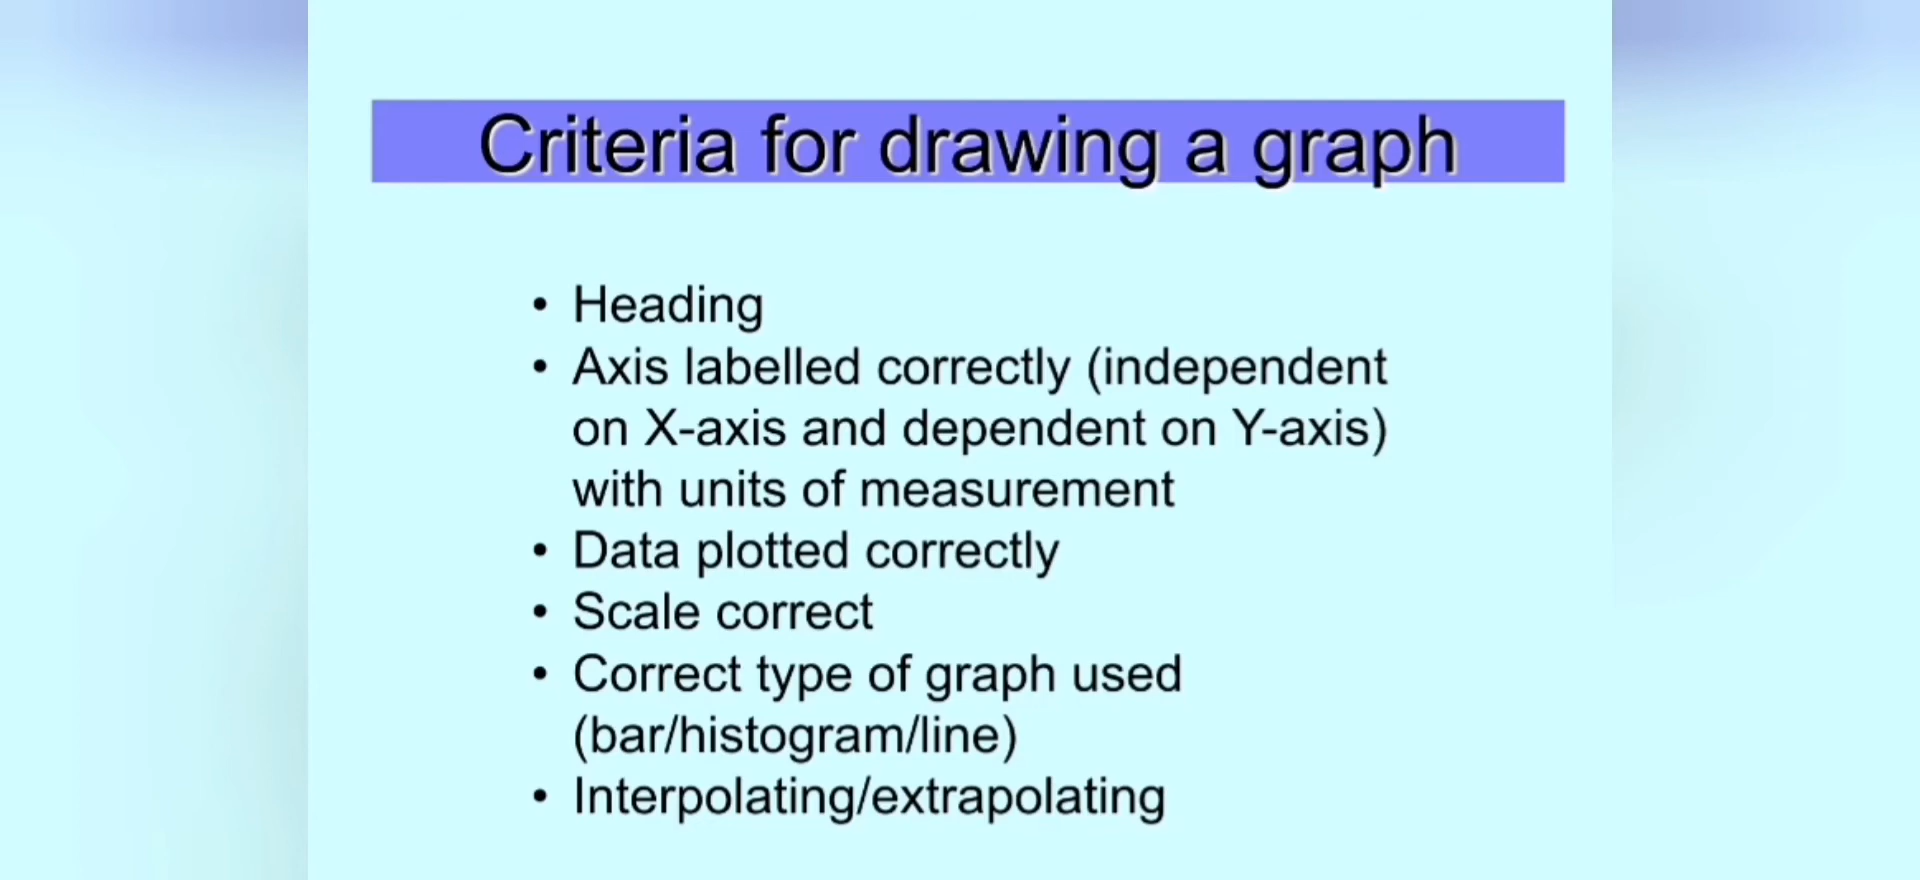 Criteria for drawing a graph
• Heading
• Axis labelled correctly (independent
on X-axis and dependent on Y-axis)
with units of measurement
• Data plotted correctly
• Scale correct
• Correct type of graph used
(bar/histogram/line)
• Interpolating/extrapolating